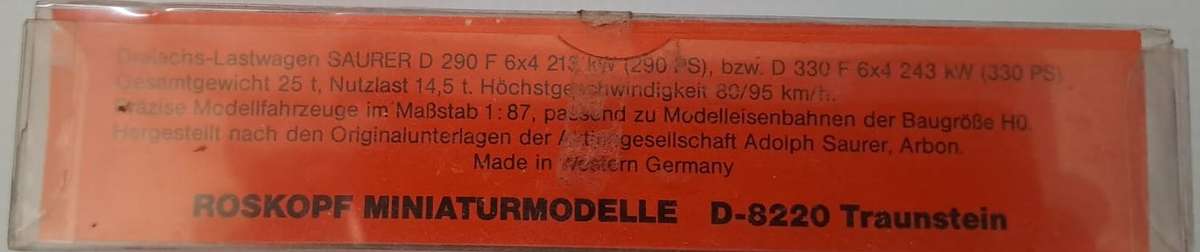 Dreiachs-Lastwagen SAURER D 290 F 6x4 213 kW (290 PS), bzw. D 330 F 6x4 243 kW (330 PS)
Gesamtgewicht 25 t, Nutzlast 14,5 t. Höchstgeschwindigkeit 80/95 km/h.
Präzise Modellfahrzeuge im Maßstab 1:87, passend zu Modelleisenbahnen der Baugröße H0.
Hergestellt nach den Originalunterlagen der Aktiengesellschaft Adolph Saurer, Arbon.
Made in Western Germany
ROSKOPF MINIATURMODELLE D-8220 Traunstein